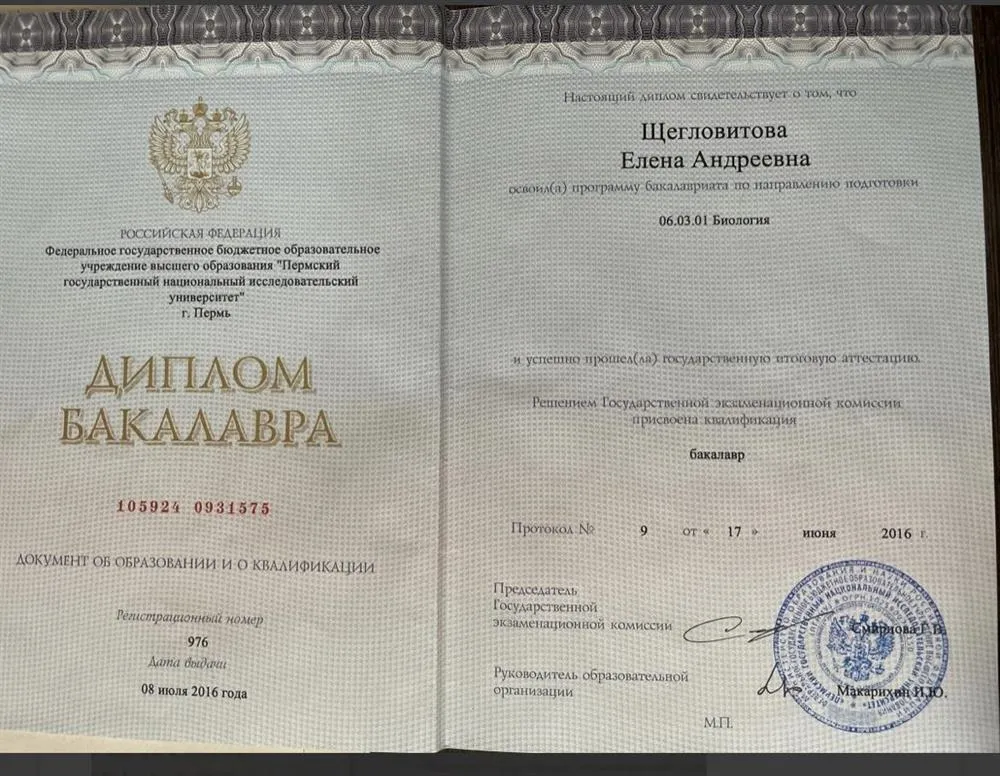 РОССИЙСКАЯ ФЕДЕРАЦИЯ
Федеральное государственное бюджетное образовательное
учреждение высшего образования "Пермский
государственный национальный исследовательский
университет"
г. Пермь
ДИПЛОМ
БАКАЛАВРА
105924 0931575
ДОКУМЕНТ ОБ ОБРАЗОВАНИИ И О КВАЛИФИКАЦИИ
Регистрационный номер
976
Дата выдачи
08 июля 2016 года
Настоящий диплом свидетельствует о том, что
Щегловитова
Елена Андреевна
освоил(а) программу бакалавриата по направлению подготовки
06.03.01 Биология
и успешно прошел(ла) государственную итоговую аттестацию.
Решением Государственной экзаменационной комиссии
присвоена квалификация
бакалавр
Протокол № 9 от « 17 » июня 2016 г.
Председатель
Государственной
экзаменационной комиссии
Смирнова Г.В.
Руководитель образовательной
организации
Макарихин И.Ю.
М.П.